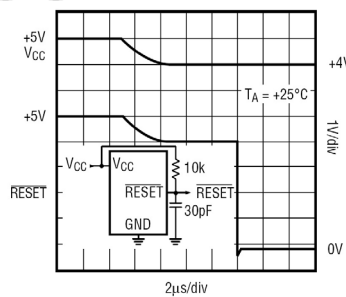 +5V
VCC
+4V
TA = +25°C
+5V
1V/div
VCC
VCC
10k
RESET
RESET
RESET
30pF
GND
0V
2µs/div